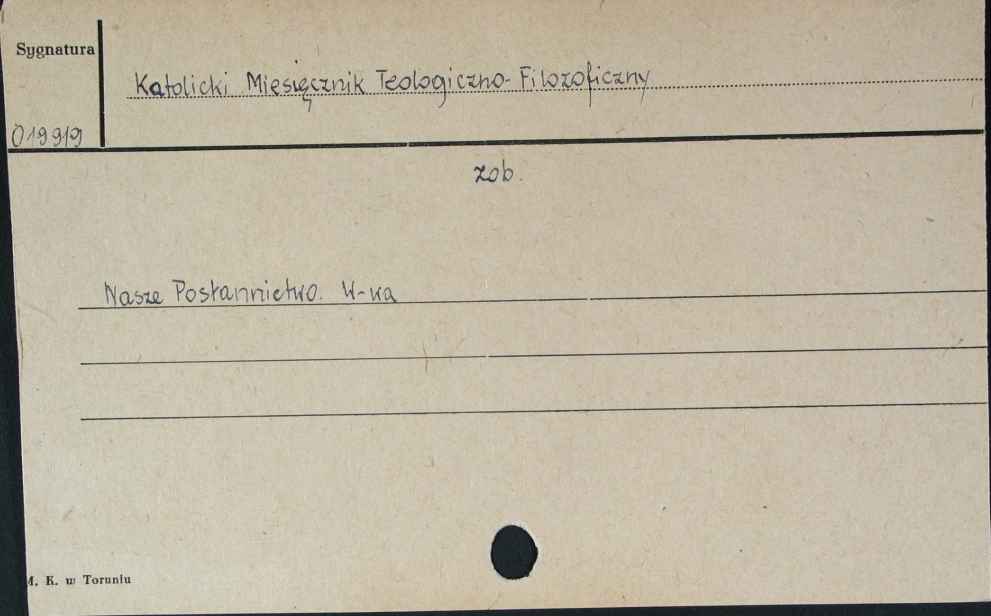 Sygnatura
Katolicki Miesięcznik Teologiczno-Filozoficzny
019919
zob.
Nasze Posłannictwo. W-wa
M. K. w Toruniu